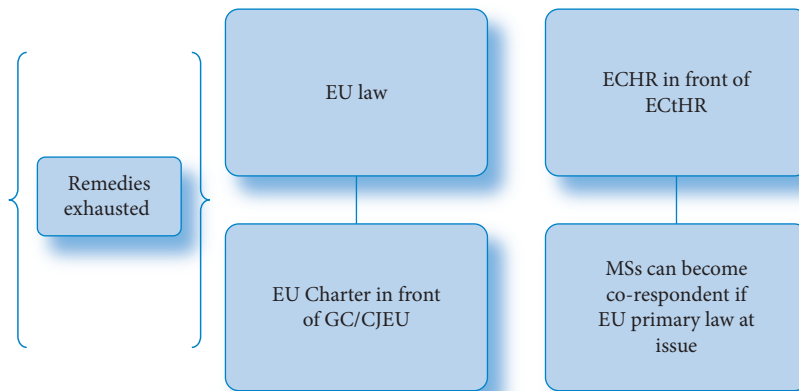 Remedies
exhausted
EU law
EU Charter in front
of GC/CJEU
ECHR in front of
ECtHR
MSs can become
co-respondent if
EU primary law at
issue